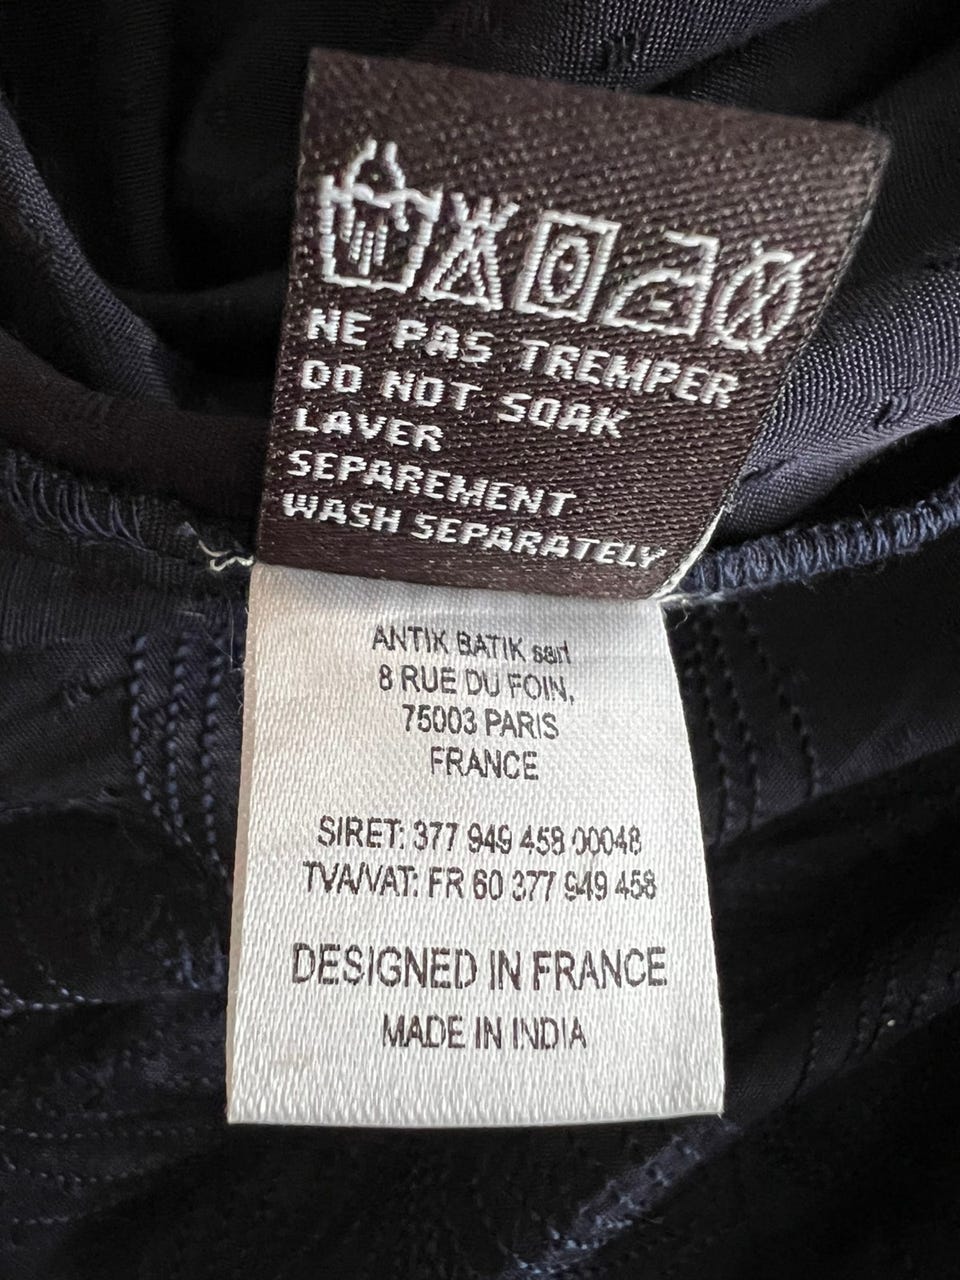 NE PAS TREMPER
DO NOT SOAK
LAVER
SEPAREMENT
WASH SEPARATELY
ANTIK BATIK sarl
8 RUE DU FOIN,
75003 PARIS
FRANCE
SIRET: 377 949 458 00048
TVA/VAT: FR 60 377 949 458
DESIGNED IN FRANCE
MADE IN INDIA